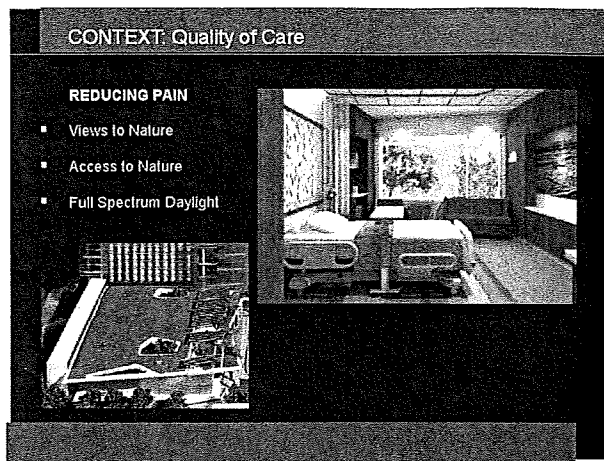 CONTEXT: Quality of Care
REDUCING PAIN
▪ Views to Nature
▪ Access to Nature
▪ Full Spectrum Daylight